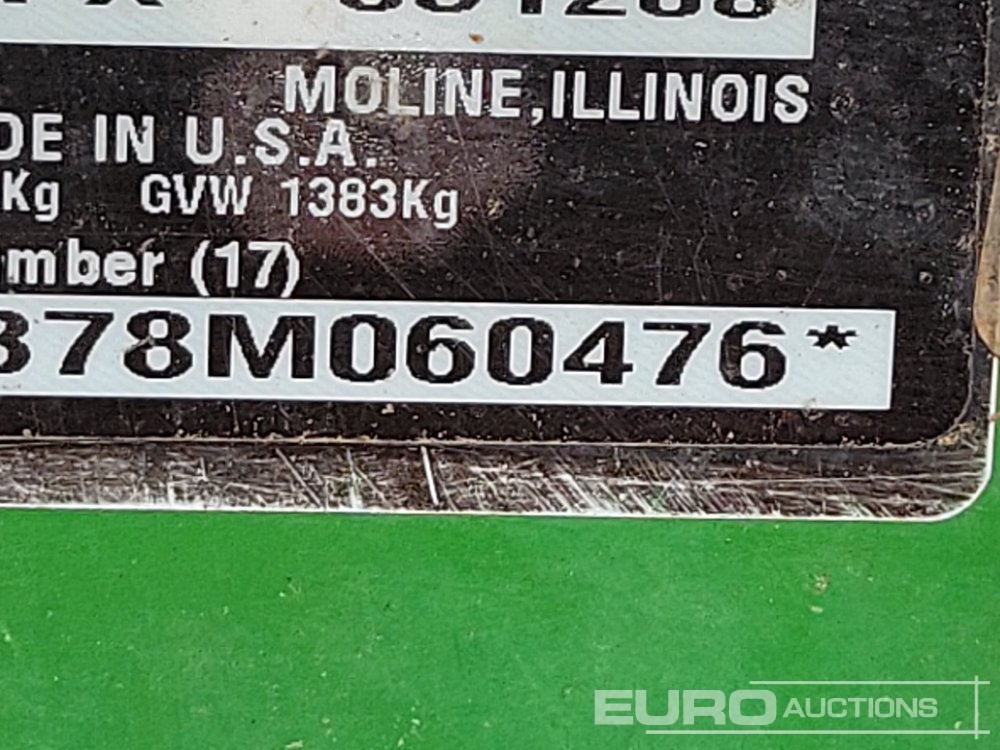 MOLINE,ILLINOIS
DE IN U.S.A.
Kg GVW 1383Kg
mber (17)
378M060476*
EURO AUCTIONS